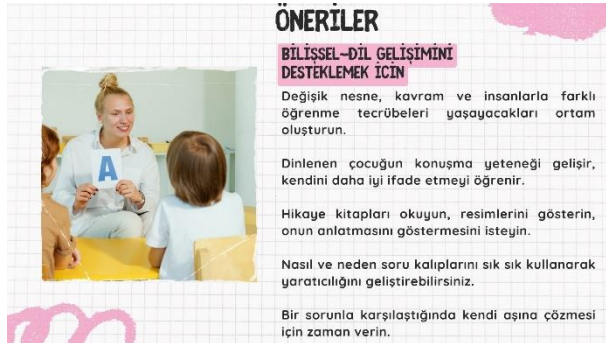 ÖNERİLER
BİLİŞSEL-DİL GELİŞİMİNİ
DESTEKLEMEK İCİN
A
Değişik nesne, kavram ve insanlarla farklı
öğrenme tecrübeleri yaşayacakları ortam
oluşturun.
Dinlenen çocuğun konuşma yeteneği gelişir,
kendini daha iyi ifade etmeyi öğrenir.
Hikaye kitapları okuyun, resimlerini gösterin,
onun anlatmasını göstermesini isteyin.
Nasıl ve neden soru kalıplarını sık sık kullanarak
yaratıcılığını geliştirebilirsiniz.
Bir sorunla karşılaştığında kendi aşına çözmesi
için zaman verin.